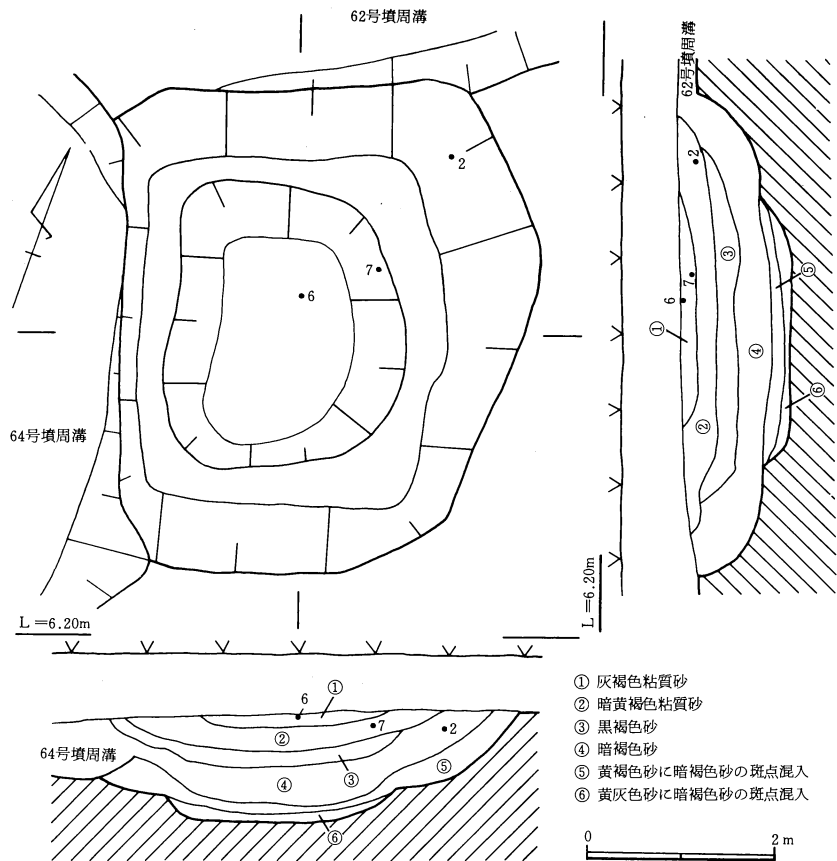 62号墳周溝
62号墳周溝
2
7
6
64号墳周溝
2
7
6
①
②
③
④
⑤
⑥
L=6.20m
L=6.20m
6
①
7
2
②
③
④
⑤
⑥
64号墳周溝
① 灰褐色粘質砂
② 暗黄褐色粘質砂
③ 黒褐色砂
④ 暗褐色砂
⑤ 黄褐色砂に暗褐色砂の斑点混入
⑥ 黄灰色砂に暗褐色砂の斑点混入
0 2m